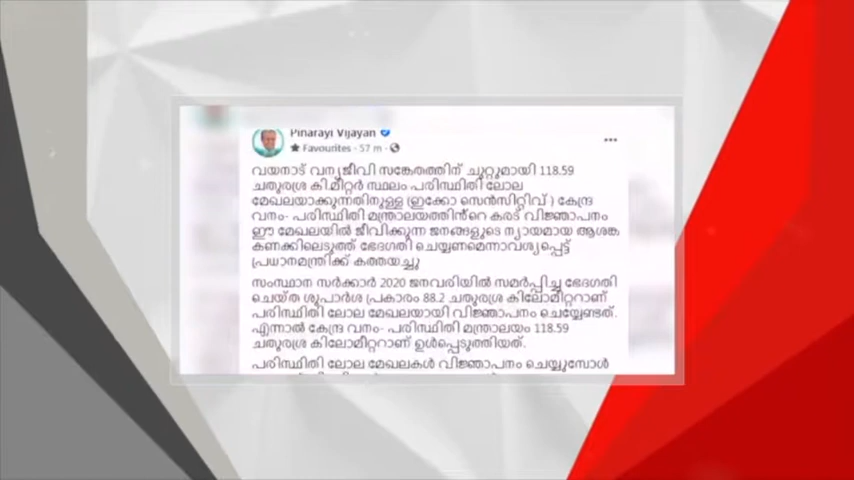 Pinarayi Vijayan
Favourites · 57 m ·
വയനാട് വന്യജീവി സങ്കേതത്തിന് ചുറ്റുമായി 118.59
ചതുരശ്ര കി.മീറ്റർ സ്ഥലം പരിസ്ഥിതി ലോല
മേഖലയാക്കുന്നതിനുള്ള (ഇക്കോ സെൻസിറ്റിവ് ) കേന്ദ്ര
വനം- പരിസ്ഥിതി മന്ത്രാലയത്തിൻ്റെ കരട് വിജ്ഞാപനം
ഈ മേഖലയിൽ ജീവിക്കുന്ന ജനങ്ങളുടെ ന്യായമായ ആശങ്ക
കണക്കിലെടുത്ത് ഭേദഗതി ചെയ്യണമെന്നാവശ്യപ്പെട്ട്
പ്രധാനമന്ത്രിക്ക് കത്തയച്ചു
സംസ്ഥാന സർക്കാർ 2020 ജനവരിയിൽ സമർപ്പിച്ച ഭേദഗതി
ചെയ്ത ശുപാർശ പ്രകാരം 88.2 ചതുരശ്ര കിലോമീറ്ററാണ്
പരിസ്ഥിതി ലോല മേഖലയായി വിജ്ഞാപനം ചെയ്യേണ്ടത്.
എന്നാൽ കേന്ദ്ര വനം- പരിസ്ഥിതി മന്ത്രാലയം 118.59
ചതുരശ്ര കിലോമീറ്ററാണ് ഉൾപ്പെടുത്തിയത്.
പരിസ്ഥിതി ലോല മേഖലകൾ വിജ്ഞാപനം ചെയ്യുമ്പോൾ